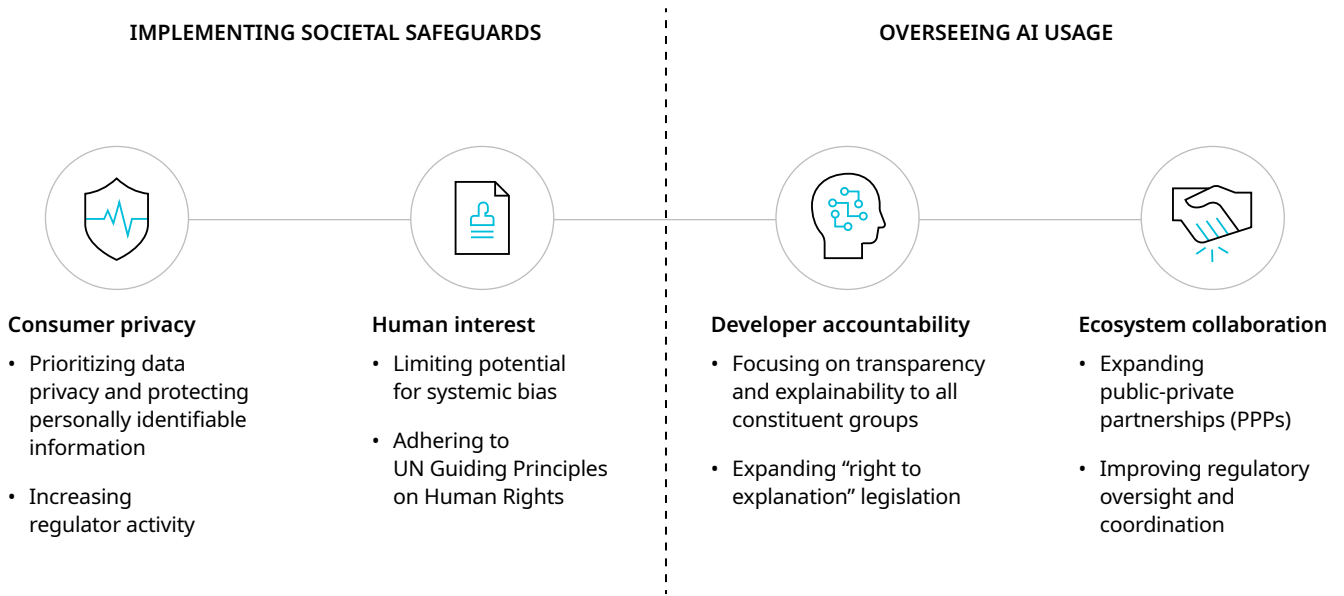 IMPLEMENTING SOCIETAL SAFEGUARDS
OVERSEEING AI USAGE
Consumer privacy
• Prioritizing data
privacy and protecting
personally identifiable
information
• Increasing
regulator activity
Human interest
• Limiting potential
for systemic bias
• Adhering to
UN Guiding Principles
on Human Rights
Developer accountability
• Focusing on transparency
and explainability to all
constituent groups
• Expanding “right to
explanation” legislation
Ecosystem collaboration
• Expanding
public-private
partnerships (PPPs)
• Improving regulatory
oversight and
coordination